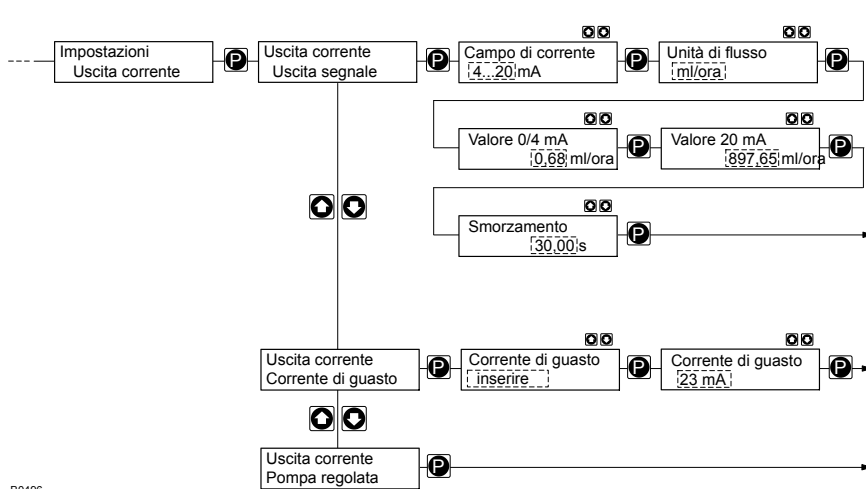 Impostazioni
Uscita corrente
P
Uscita corrente
Uscita segnale
P
Campo di corrente
4...20 mA
P
Unità di flusso
ml/ora
P
Valore 0/4 mA
0,68 ml/ora
P
Valore 20 mA
897,65 ml/ora
P
Smorzamento
30,00 s
P
Uscita corrente
Corrente di guasto
P
Corrente di guasto
inserire
P
Corrente di guasto
23 mA
P
Uscita corrente
Pompa regolata
P